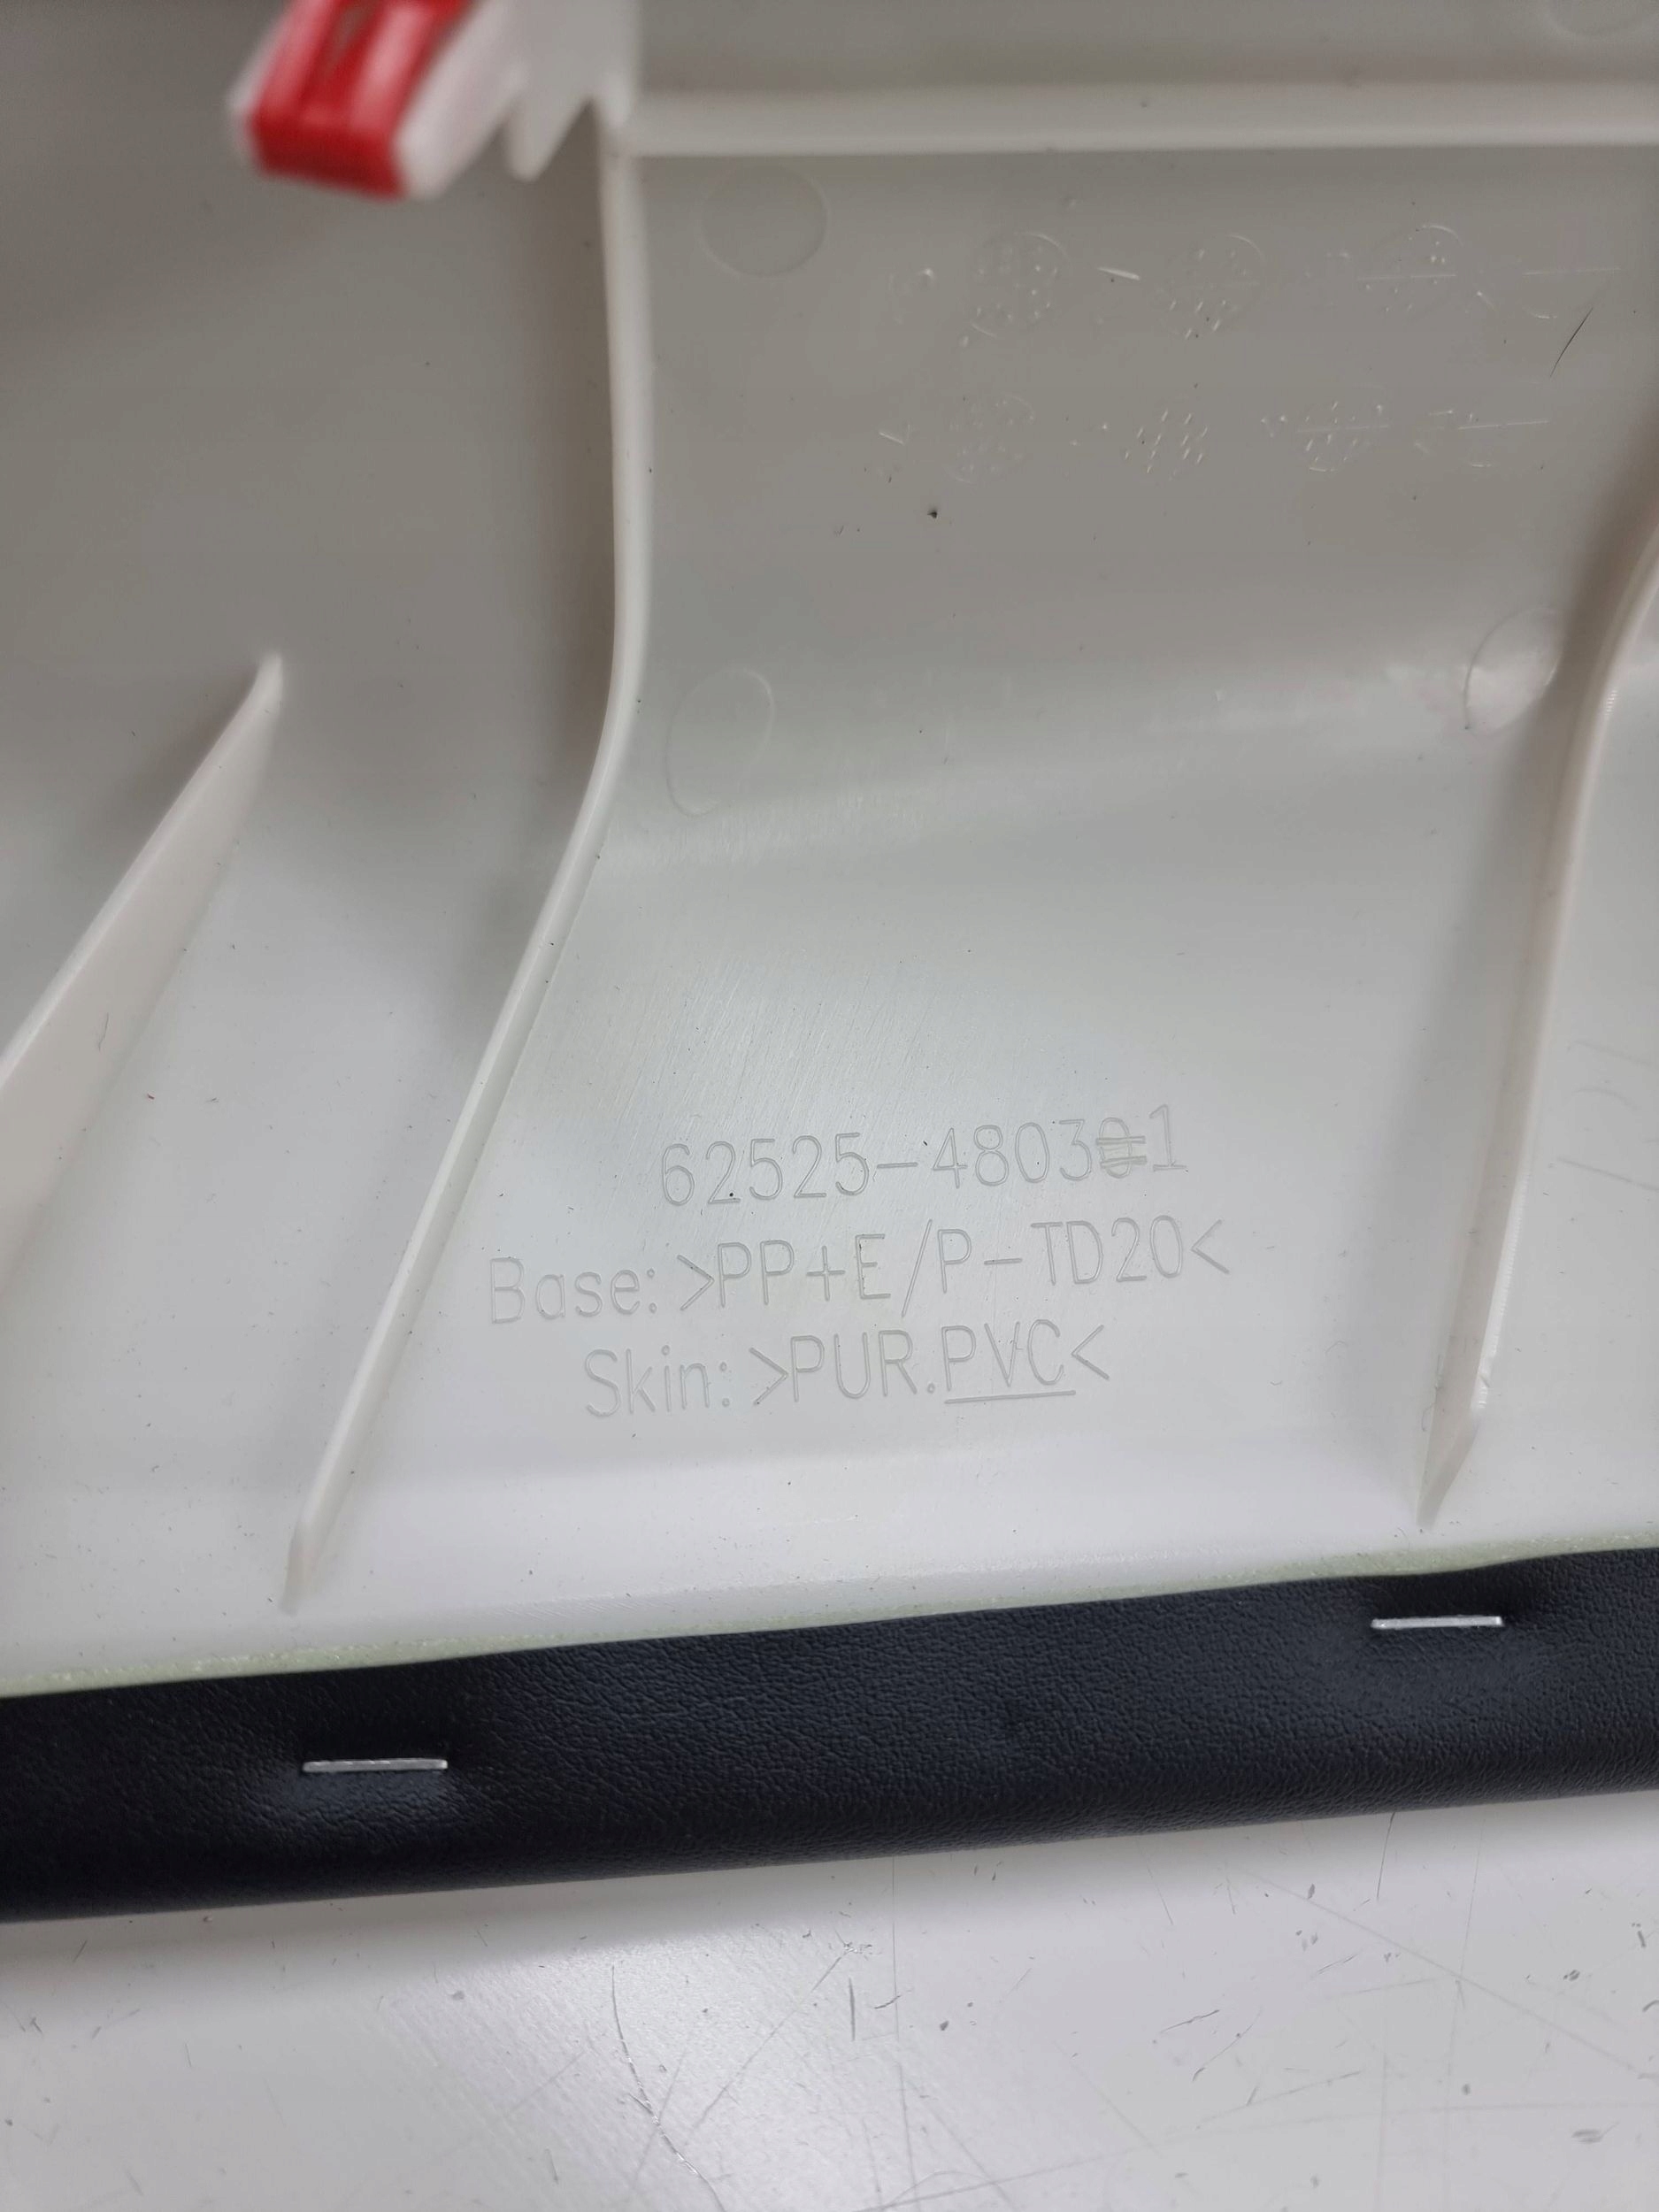 62525-480301
Base: >PP+E/P-TD20<
Skin: >PUR.PVC<